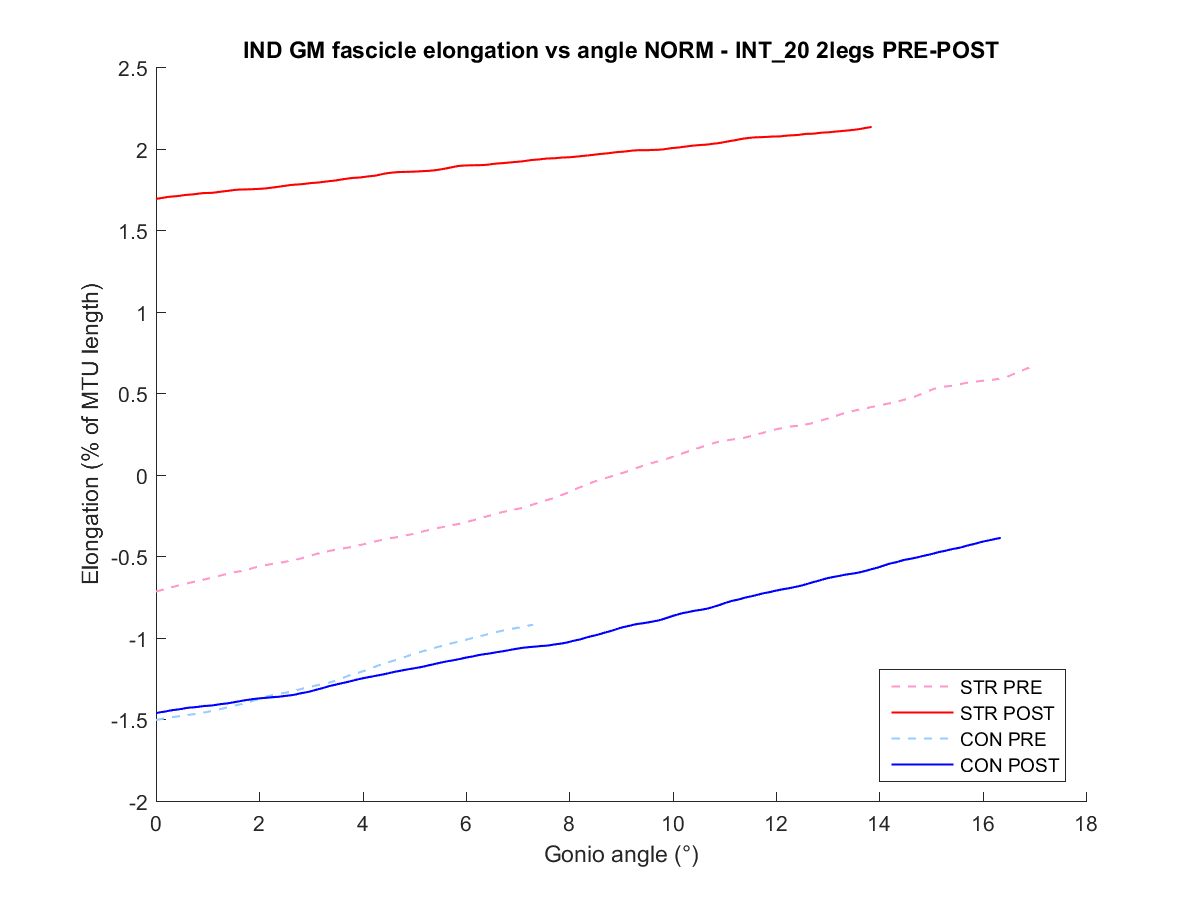 IND GM fascicle elongation vs angle NORM - INT_20 2legs PRE-POST
2.5
2
1.5
1
0.5
0
-0.5
-1
-1.5
-2
Elongation (% of MTU length)
0 2 4 6 8 10 12 14 16 18
Gonio angle (°)
STR PRE
STR POST
CON PRE
CON POST